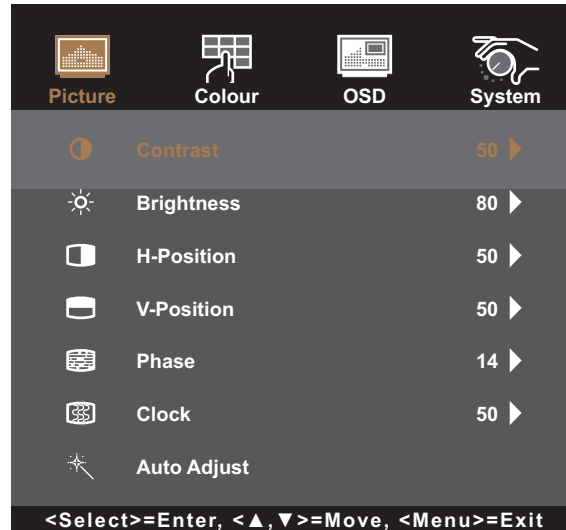 Picture Colour OSD System
Contrast 50
Brightness 80
H-Position 50
V-Position 50
Phase 14
Clock 50
Auto Adjust
<Select>=Enter, <▲,▼>=Move, <Menu>=Exit